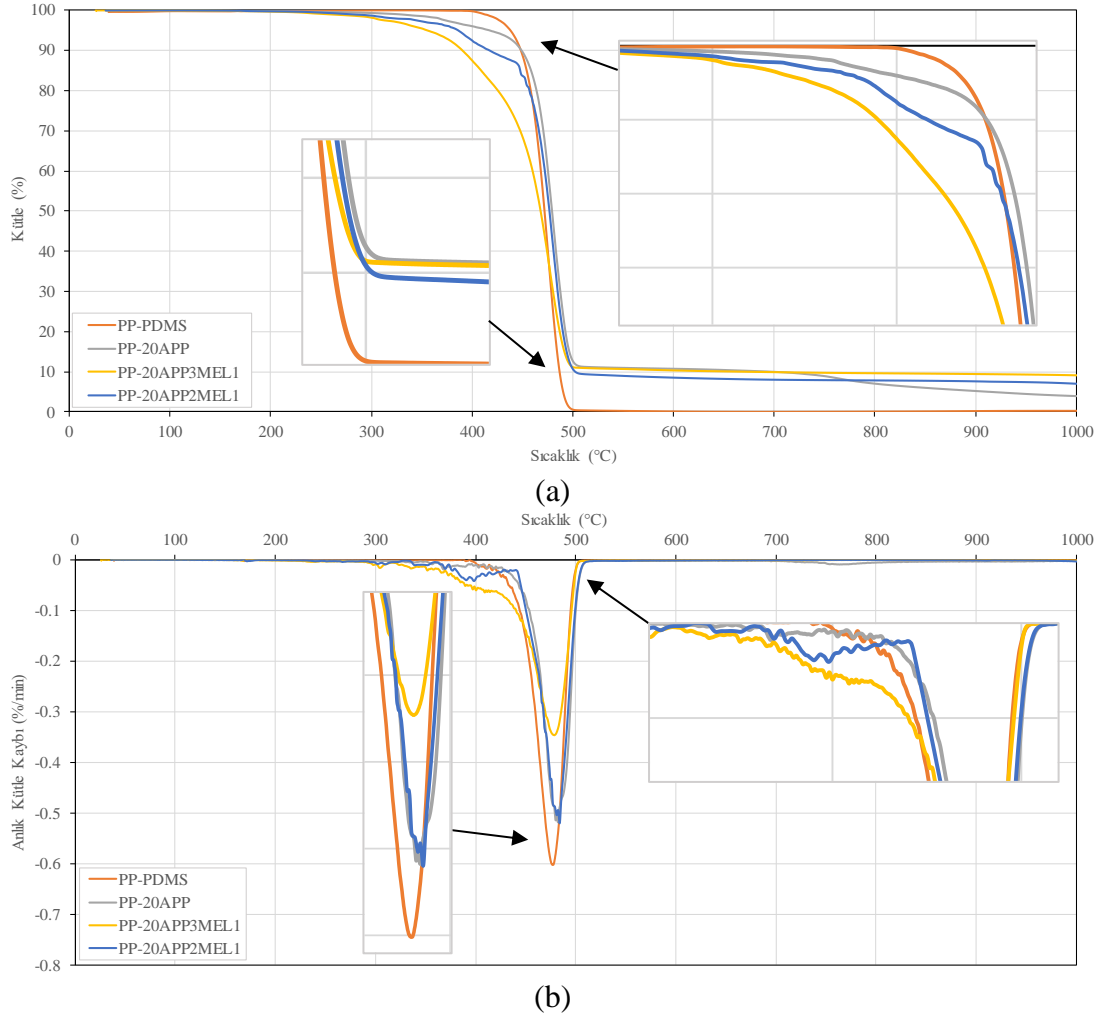 100
90
80
70
60
50
40
30
20
10
0
Kütle (%)
PP-PDMS
PP-20APP
PP-20APP3MEL1
PP-20APP2MEL1
0 100 200 300 400 500 600 700 800 900 1000
Sıcaklık (°C)
(a)
Sıcaklık (°C)
0 100 200 300 400 500 600 700 800 900 1000
0
-0.1
-0.2
-0.3
-0.4
-0.5
-0.6
-0.7
-0.8
Anlık Kütle Kaybı (%/min)
PP-PDMS
PP-20APP
PP-20APP3MEL1
PP-20APP2MEL1
(b)